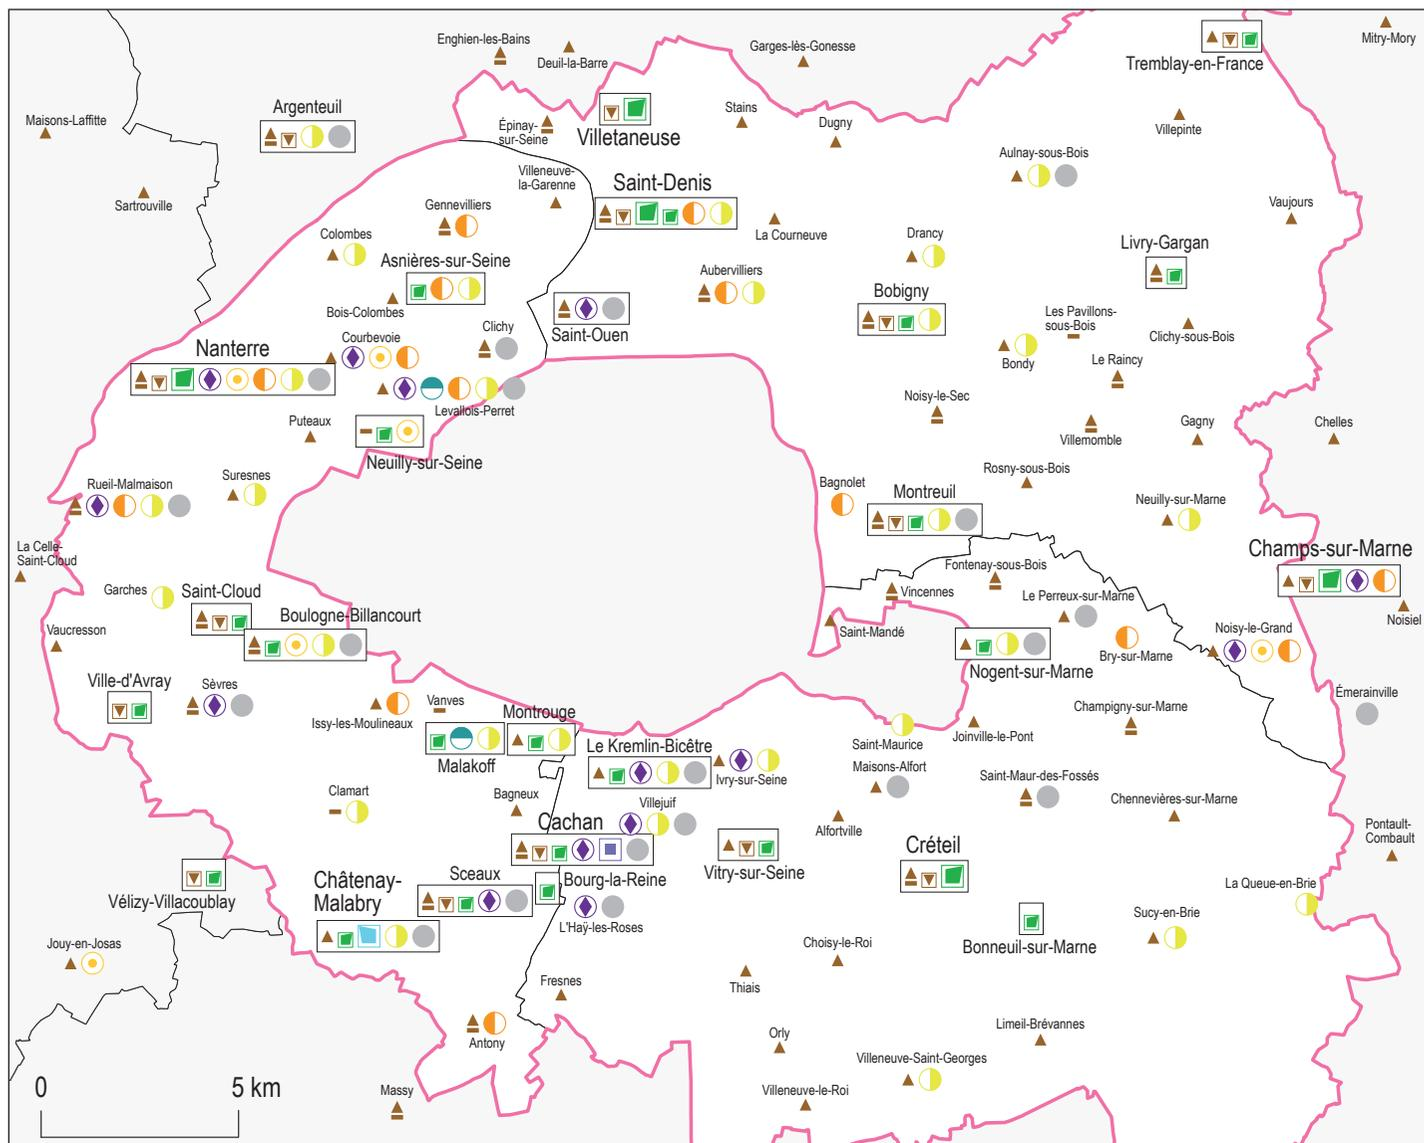 Enghien-les-Bains
Deuil-la-Barre
Garges-lès-Gonesse
Tremblay-en-France
Mitry-Mory
Maisons-Laffitte
Argenteuil
Épinay-
sur-Seine
Villetaneuse
Stains
Dugny
Villepinte
Sartrouville
Villeneuve-
la-Garenne
Saint-Denis
Aulnay-sous-Bois
Vaujours
Gennevilliers
La Courneuve
Colombes
Asnières-sur-Seine
Drancy
Livry-Gargan
Aubervilliers
Bobigny
Bois-Colombes
Saint-Ouen
Les Pavillons-
sous-Bois
Clichy-sous-Bois
Courbevoie
Clichy
Nanterre
Bondy
Le Raincy
Levallois-Perret
Noisy-le-Sec
Puteaux
Villemomble
Gagny
Chelles
Neuilly-sur-Seine
Rueil-Malmaison
Suresnes
Bagnolet
Montreuil
Rosny-sous-Bois
Neuilly-sur-Marne
La Celle-
Saint-Cloud
Champs-sur-Marne
Fontenay-sous-Bois
Garches
Saint-Cloud
Vincennes
Le Perreux-sur-Marne
Boulogne-Billancourt
Noisiel
Vaucresson
Saint-Mandé
Noisy-le-Grand
Bry-sur-Marne
Nogent-sur-Marne
Ville-d'Avray
Sèvres
Émerainville
Issy-les-Moulineaux
Vanves
Montrouge
Champigny-sur-Marne
Joinville-le-Pont
Saint-Maurice
Malakoff
Le Kremlin-Bicêtre
Ivry-sur-Seine
Maisons-Alfort
Saint-Maur-des-Fossés
Clamart
Bagneux
Villejuif
Chennevières-sur-Marne
Cachan
Alfortville
Pontault-
Combault
Vitry-sur-Seine
Créteil
Châtenay-
Malabry
Sceaux
Bourg-la-Reine
La Queue-en-Brie
Vélizy-Villacoublay
L'Haÿ-les-Roses
Sucy-en-Brie
Jouy-en-Josas
Bonneuil-sur-Marne
Choisy-le-Roi
Thiais
Fresnes
Limeil-Brévannes
Antony
Orly
Villeneuve-Saint-Georges
0 5 km
Massy
Villeneuve-le-Roi